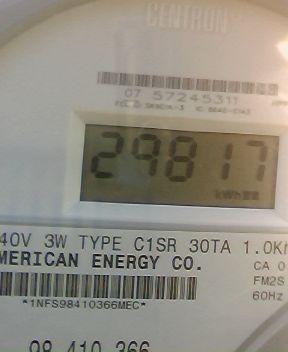 CENTRON
07 57245311
29817
kWh
40V 3W TYPE C1SR 30TA 1.0K
MERICAN ENERGY CO.
CA 0
FM2S
60Hz
*1NFS98410366MEC*
98 410 366